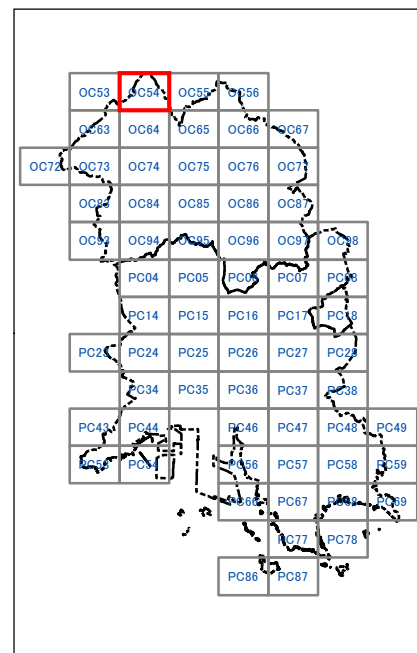 OC53 OC54 OC55 OC56
OC63 OC64 OC65 OC66 OC67
OC72 OC73 OC74 OC75 OC76 OC77
OC83 OC84 OC85 OC86 OC87
OC93 OC94 OC95 OC96 OC97 OC98
PC04 PC05 PC06 PC07 PC08
PC14 PC15 PC16 PC17 PC18
PC23 PC24 PC25 PC26 PC27 PC28
PC34 PC35 PC36 PC37 PC38
PC43 PC44 PC46 PC47 PC48 PC49
PC53 PC54 PC56 PC57 PC58 PC59
PC66 PC67 PC68 PC69
PC77 PC78
PC86 PC87